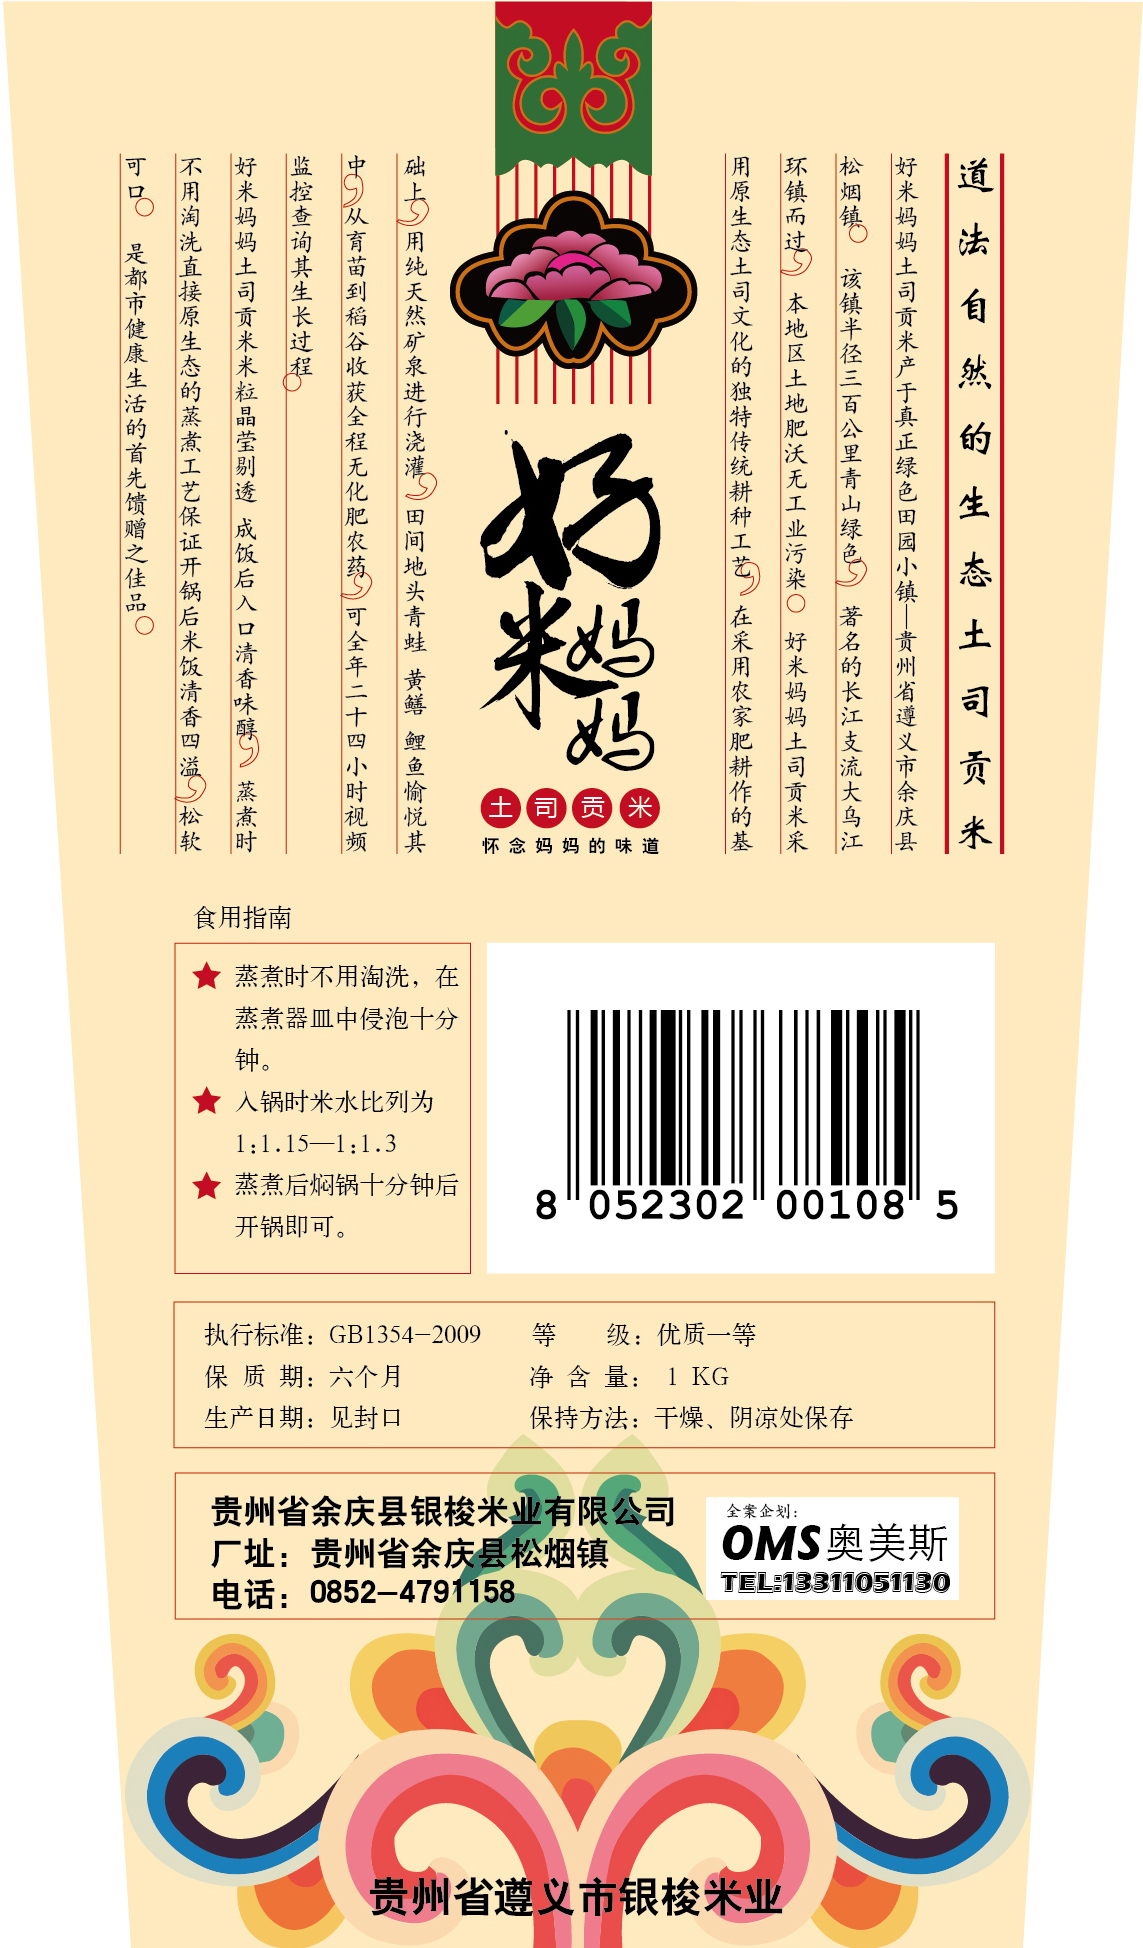 道法自然的生态土司贡米
好米妈妈土司贡米产于真正绿色田园小镇—贵州省遵义市余庆县
松烟镇。 该镇半径三百公里青山绿色， 著名的长江支流大乌江
环镇而过， 本地区土地肥沃无工业污染。 好米妈妈土司贡米采
用原生态土司文化的独特传统耕种工艺， 在采用农家肥耕作的基
础上，用纯天然矿泉进行浇灌，田间地头青蛙 黄鳝 鲤鱼愉悦其
中，从育苗到稻谷收获全程无化肥农药，可全年二十四小时视频
监控查询其生长过程。
好米妈妈土司贡米米粒晶莹剔透 成饭后入口清香味醇， 蒸煮时
不用淘洗直接原生态的蒸煮工艺保证开锅后米饭清香四溢，松软
可口。 是都市健康生活的首先馈赠之佳品。
好米妈妈
土司贡米
怀念妈妈的味道
食用指南
★ 蒸煮时不用淘洗，在
蒸煮器皿中侵泡十分
钟。
★ 入锅时米水比列为
1:1.15—1:1.3
★ 蒸煮后焖锅十分钟后
开锅即可。
8 052302 00108 5
执行标准：GB1354-2009 等 级：优质一等
保 质 期：六个月 净 含 量： 1 KG
生产日期：见封口 保持方法：干燥、阴凉处保存
贵州省余庆县银梭米业有限公司
厂址：贵州省余庆县松烟镇
电话：0852-4791158
全案企划：
OMS奥美斯
TEL:13311051130
贵州省遵义市银梭米业